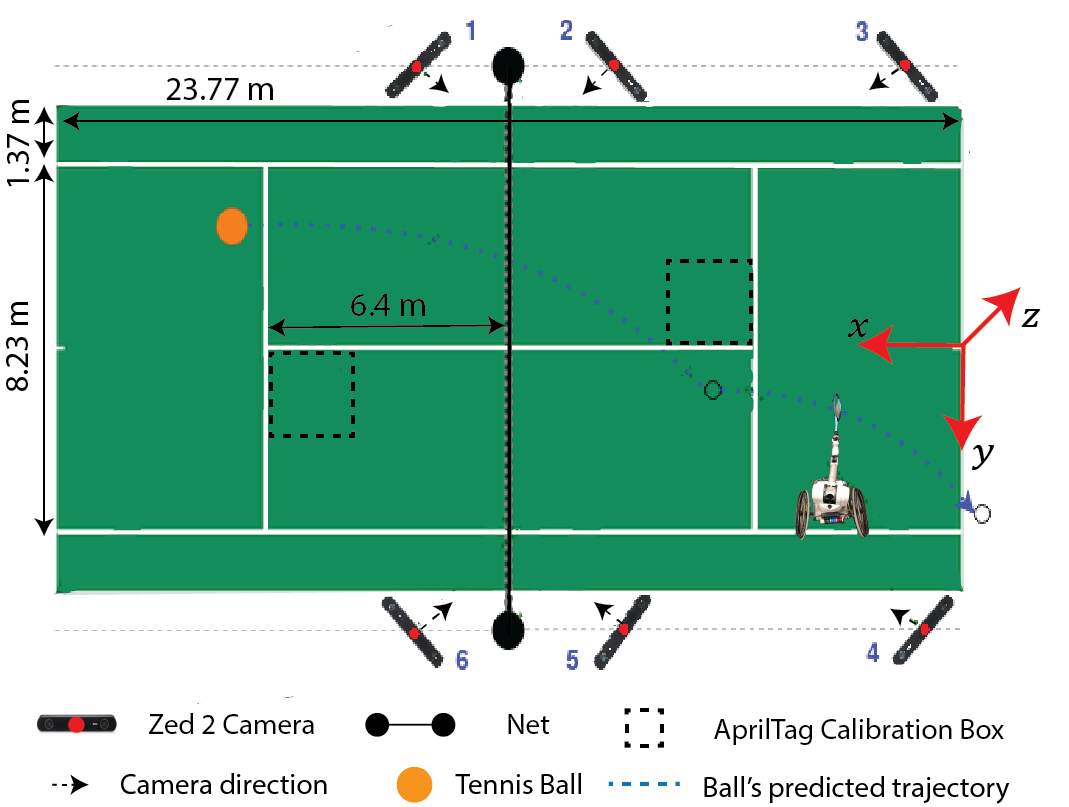 1
2
3
23.77 m
1.37 m
6.4 m
x
z
8.23 m
y
6
5
4
Zed 2 Camera
Net
AprilTag Calibration Box
Camera direction
Tennis Ball
Ball's predicted trajectory